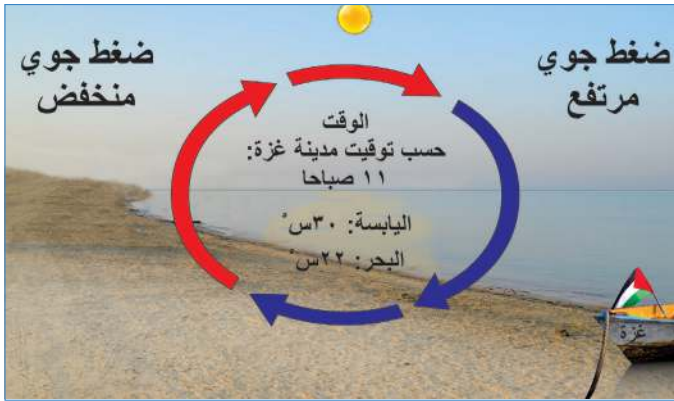 ضغط جوي
مرتفع
ضغط جوي
منخفض
الوقت
حسب توقيت مدينة غزة:
١١ صباحا
اليابسة: ٣٠س°
البحر: ٢٢س°
غزة